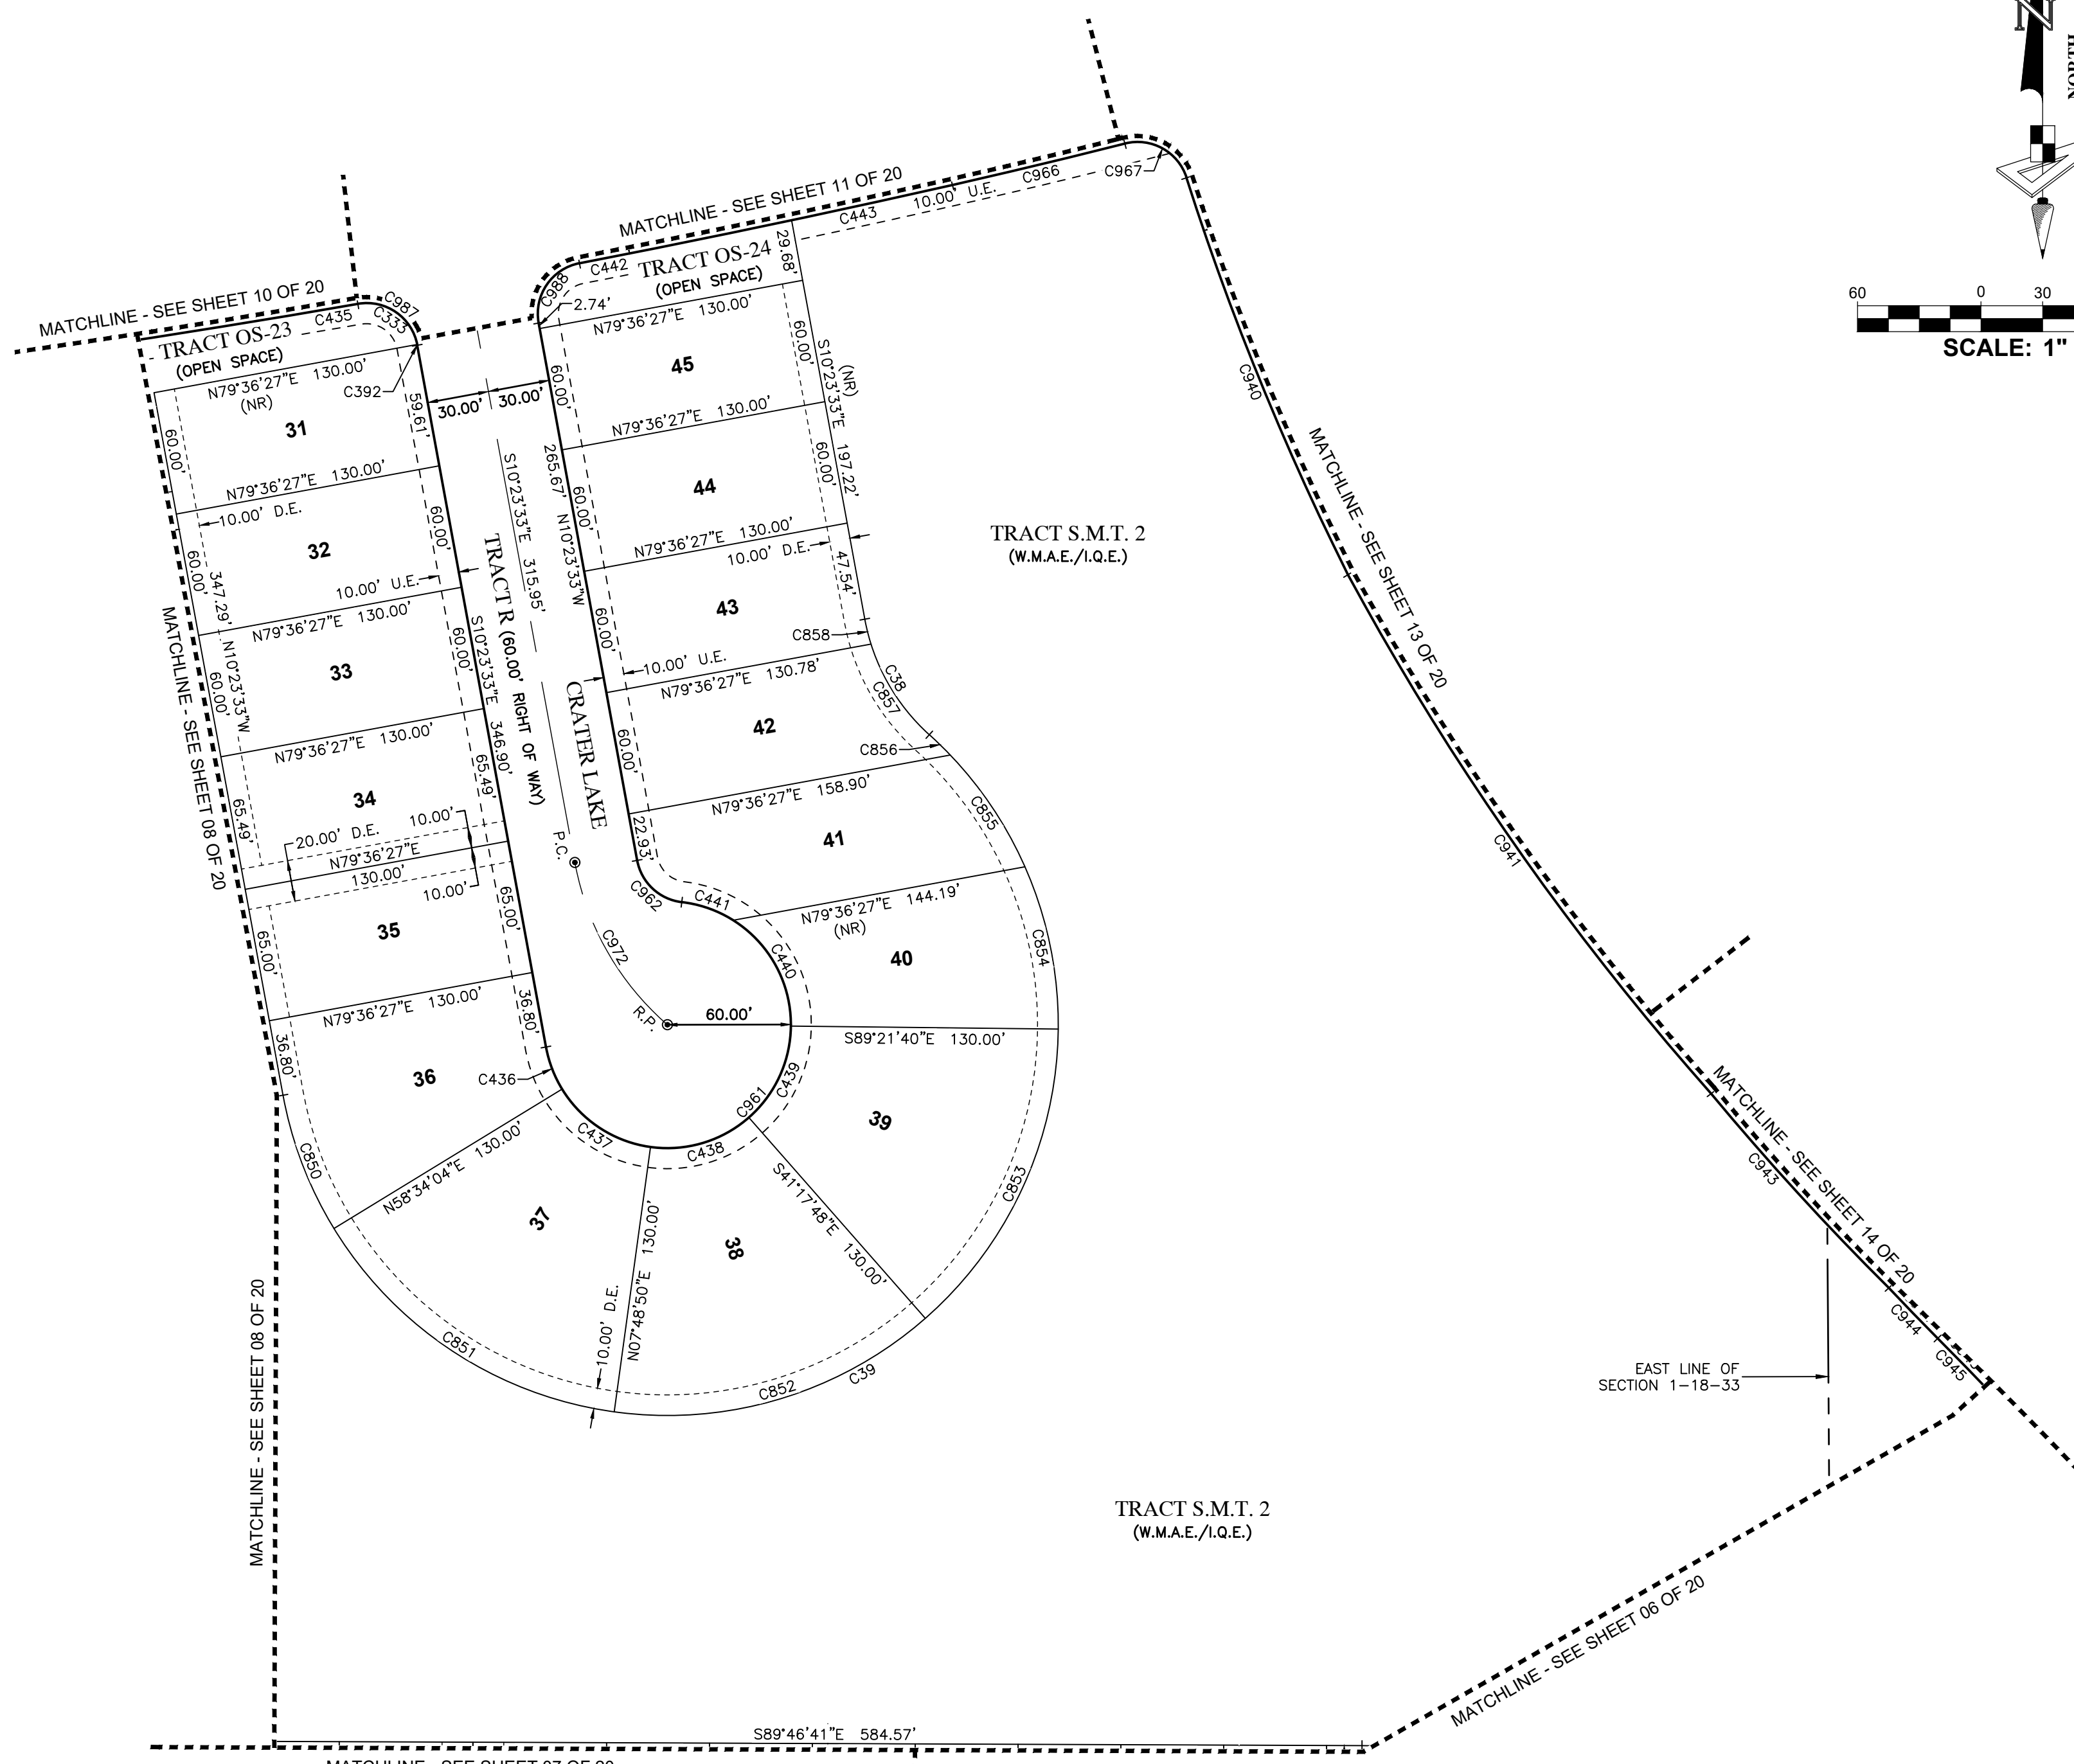 N
NORTH
60 0 30
SCALE: 1"
MATCHLINE - SEE SHEET 10 OF 20
MATCHLINE - SEE SHEET 11 OF 20
C966
C967
C443
10.00' U.E.
C442
C988
2.74'
TRACT OS-24
(OPEN SPACE)
29.68'
C987
C333
C435
TRACT OS-23
(OPEN SPACE)
C392
N79°36'27"E 130.00'
(NR)
31
60.00'
59.61'
30.00'
30.00'
N79°36'27"E 130.00'
45
60.00'
60.00'
S10°23'33"E 197.22'
(NR)
N79°36'27"E 130.00'
10.00' D.E.
32
60.00'
60.00'
347.29' N10°23'33"W
10.00' U.E.
N79°36'27"E 130.00'
44
60.00'
60.00'
265.67' N10°23'33"W
S10°23'33"E 315.95'
N79°36'27"E 130.00'
33
60.00'
60.00'
S10°23'33"E 346.90'
TRACT R (60.00' RIGHT OF WAY)
CRATER LAKE
N79°36'27"E 130.00'
10.00' D.E.
43
60.00'
47.54'
C858
10.00' U.E.
N79°36'27"E 130.78'
C38
C857
42
60.00'
C856
N79°36'27"E 130.00'
34
65.49'
65.49'
20.00' D.E.
10.00'
N79°36'27"E
130.00'
10.00'
MATCHLINE - SEE SHEET 08 OF 20
N79°36'27"E 158.90'
41
22.93'
C855
P.C.
C962
C441
N79°36'27"E 144.19'
(NR)
35
65.00'
65.00'
N79°36'27"E 130.00'
C972
R.P.
60.00'
C440
40
C854
S89°21'40"E 130.00'
36
36.80'
36.80'
C436
C439
C961
39
C850
N58°34'04"E 130.00'
C437
C438
37
38
S41°17'48"E 130.00'
C853
N07°48'50"E 130.00'
10.00' D.E.
C851
C852
C39
TRACT S.M.T. 2
(W.M.A.E./I.Q.E.)
C940
MATCHLINE - SEE SHEET 13 OF 20
C941
MATCHLINE - SEE SHEET 14 OF 20
C943
C944
C945
EAST LINE OF
SECTION 1-18-33
TRACT S.M.T. 2
(W.M.A.E./I.Q.E.)
MATCHLINE - SEE SHEET 08 OF 20
MATCHLINE - SEE SHEET 06 OF 20
S89°46'41"E 584.57'
MATCHLINE - SEE SHEET 07 OF 20